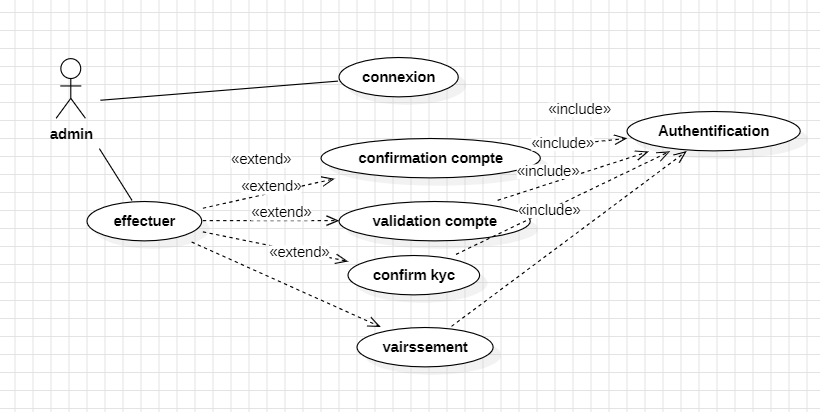 admin
connexion
«include»
Authentification
«include»
confirmation compte
«extend»
«include»
«extend»
«extend»
«include»
effectuer
validation compte
«extend»
confirm kyc
vairssement